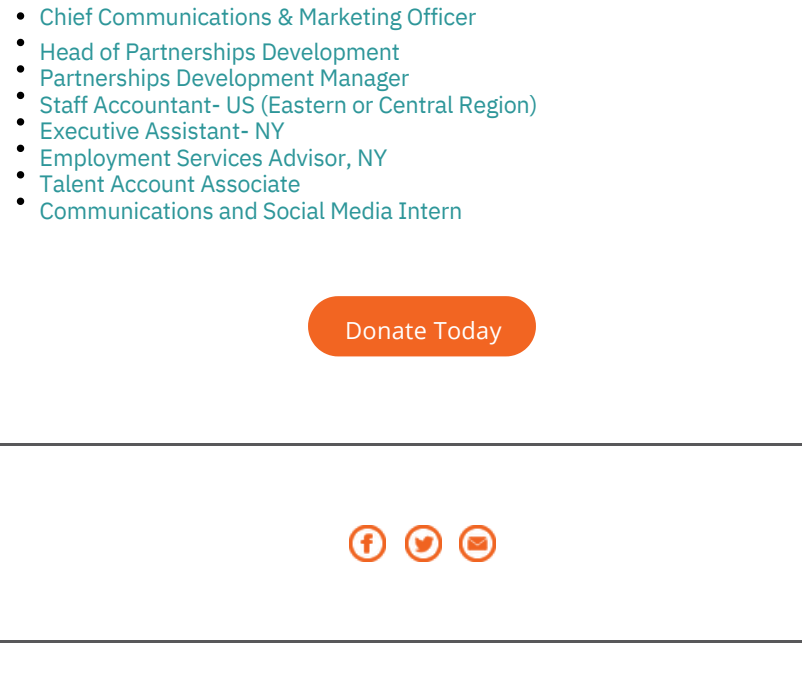 Chief Communications & Marketing Officer
Head of Partnerships Development
Partnerships Development Manager
Staff Accountant- US (Eastern or Central Region)
Executive Assistant- NY
Employment Services Advisor, NY
Talent Account Associate
Communications and Social Media Intern
Donate Today